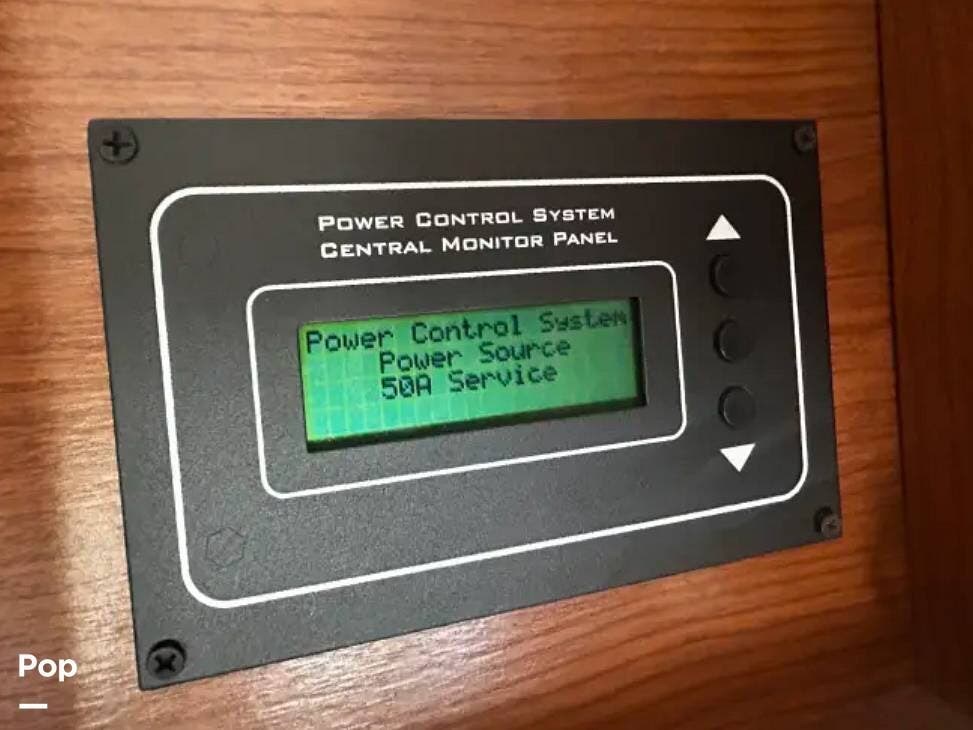 POWER CONTROL SYSTEM
CENTRAL MONITOR PANEL
Power Control System
Power Source
50A Service
Pop